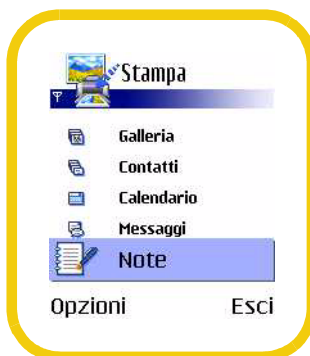 Stampa
Galleria
Contatti
Calendario
Messaggi
Note
Opzioni Esci